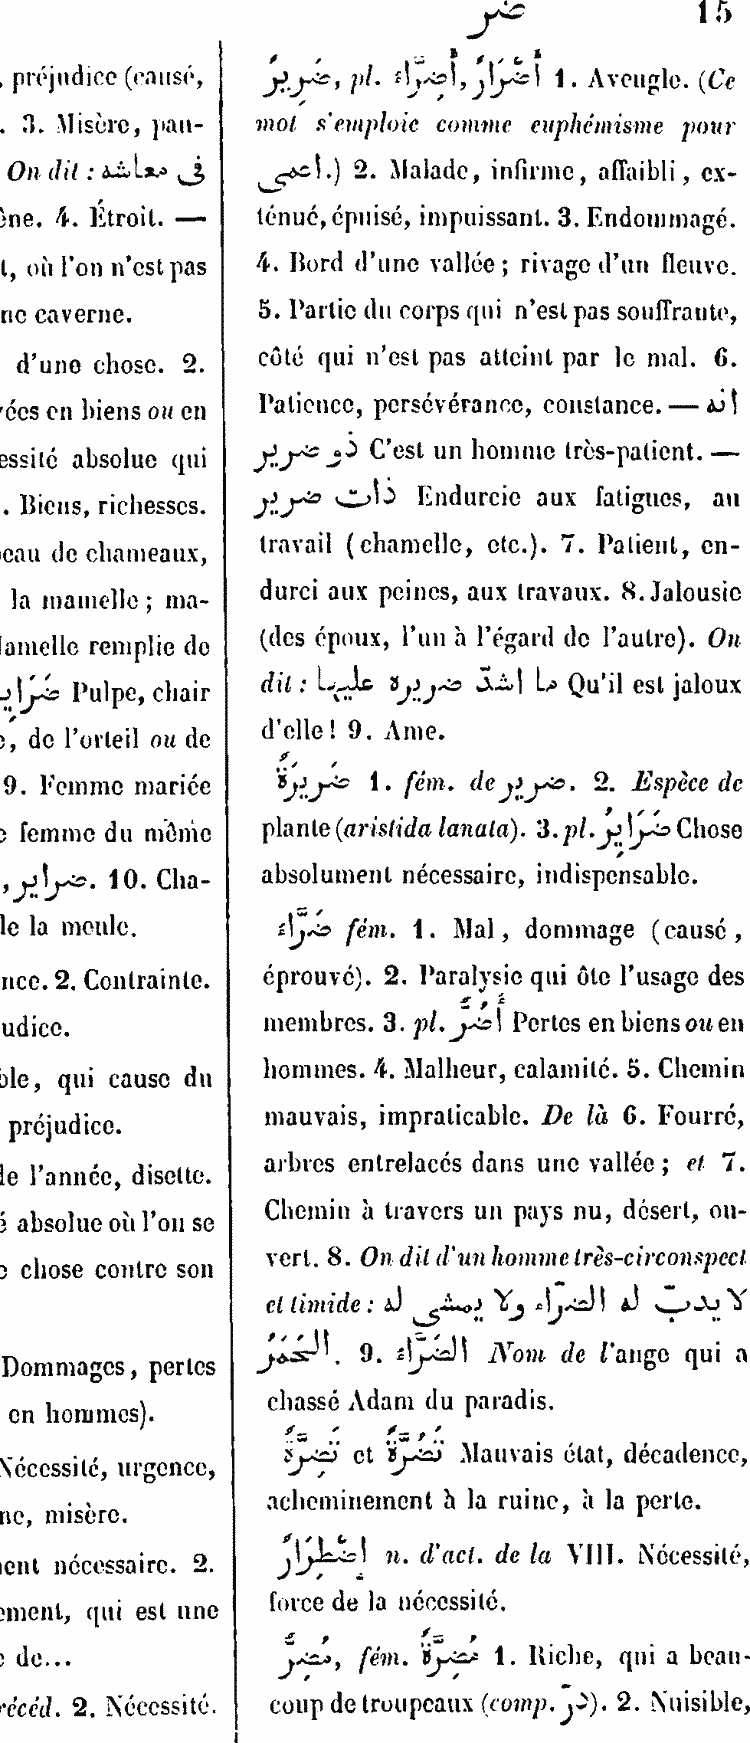 ضر
15
, préjudice (causé,
. 3. Misère, pau-
On dit : فى معاشه
ène. 4. Étroit. —
t, où l'on n'est pas
ne caverne.
d'une chose. 2.
ées en biens ou en
essité absolue qui
. Biens, richesses.
eau de chameaux,
la mamelle ; ma-
amelle remplie de
Pulpe, chair
e, de l'orteil ou de
9. Femme mariée
e femme du même
, ضراير. 10. Cha-
le la meule.
nce. 2. Contrainte.
udice.
ble, qui cause du
préjudice.
de l'année, disette.
é absolue où l'on se
e chose contre son
Dommages, pertes
en hommes).
Nécessité, urgence,
ne, misère.
ent nécessaire. 2.
ement, qui est une
e de...
récéd. 2. Nécessité.
ضَرِيرٌ, pl. أَضْرَارٌ, أَضِرَّاءُ 1. Aveugle. (Ce
mot s'emploie comme euphémisme pour
اعمى.) 2. Malade, infirme, affaibli, ex-
ténué, épuisé, impuissant. 3. Endommagé.
4. Bord d'une vallée ; rivage d'un fleuve.
5. Partie du corps qui n'est pas souffrante,
côté qui n'est pas atteint par le mal. 6.
Patience, persévérance, constance. — انه
ذو ضرير C'est un homme très-patient. —
ذات ضرير Endurcie aux fatigues, au
travail (chamelle, etc.). 7. Patient, en-
durci aux peines, aux travaux. 8. Jalousie
(des époux, l'un à l'égard de l'autre). On
dit : ما اشدّ ضريره عليها Qu'il est jaloux
d'elle ! 9. Ame.
ضَرِيرَةٌ 1. fém. de ضرير. 2. Espèce de
plante (aristida lanata). 3. pl. ضَرَايِرُ Chose
absolument nécessaire, indispensable.
ضَرَّاءُ fém. 1. Mal, dommage (causé,
éprouvé). 2. Paralysie qui ôte l'usage des
membres. 3. pl. أَضُرٌّ Pertes en biens ou en
hommes. 4. Malheur, calamité. 5. Chemin
mauvais, impraticable. De là 6. Fourré,
arbres entrelacés dans une vallée ; et 7.
Chemin à travers un pays nu, désert, ou-
vert. 8. On dit d'un homme très-circonspect
et timide : لا يدبّ له الضرّاء ولا يمشى له
الخَمَرَ. 9. الضَرَّاء Nom de l'ange qui a
chassé Adam du paradis.
تَضُرَّةٌ et تَضِرَّةٌ Mauvais état, décadence,
acheminement à la ruine, à la perte.
إِضْطِرَارٌ n. d'act. de la VIII. Nécessité,
force de la nécessité.
مُضِرٌّ, fém. مُضِرَّةٌ 1. Riche, qui a beau-
coup de troupeaux (comp. درّ). 2. Nuisible,